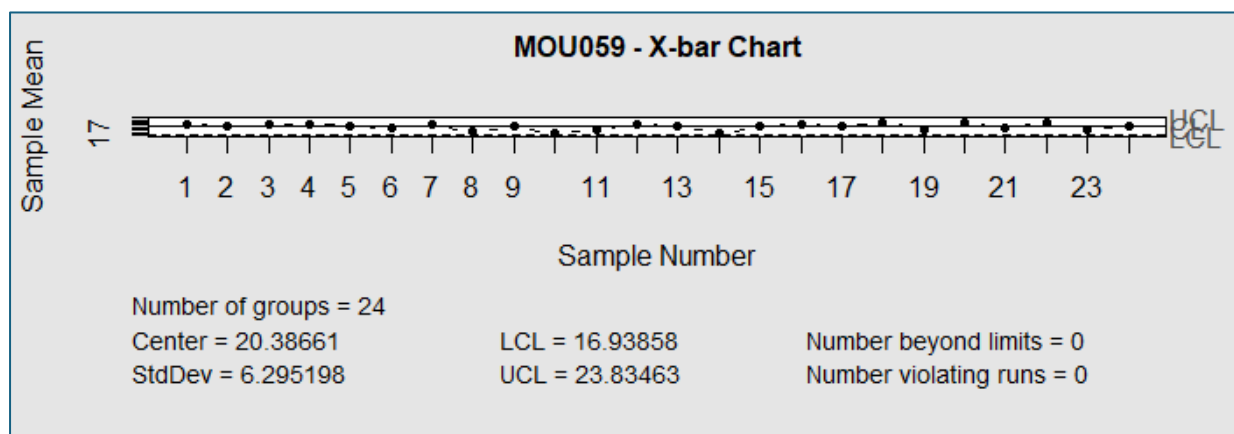 MOU059 - X-bar Chart
Sample Mean
17
UCL
CL
LCL
1 2 3 4 5 6 7 8 9 11 13 15 17 19 21 23
Sample Number
Number of groups = 24
Center = 20.38661 LCL = 16.93858 Number beyond limits = 0
StdDev = 6.295198 UCL = 23.83463 Number violating runs = 0